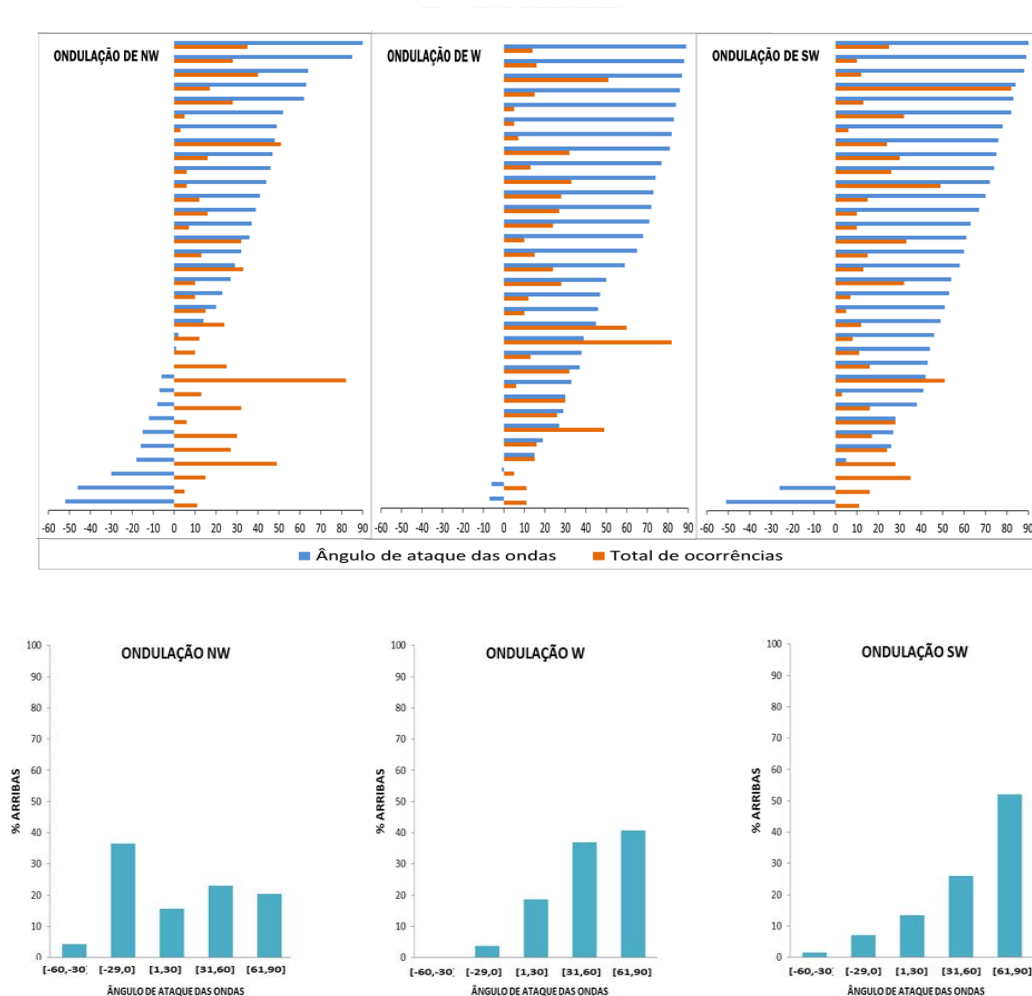 ONDULAÇÃO DE NW
ONDULAÇÃO DE W
ONDULAÇÃO DE SW
-60 -50 -40 -30 -20 -10 0 10 20 30 40 50 60 70 80 90
-60 -50 -40 -30 -20 -10 0 10 20 30 40 50 60 70 80 90
-60 -50 -40 -30 -20 -10 0 10 20 30 40 50 60 70 80 90
Ângulo de ataque das ondas Total de ocorrências
ONDULAÇÃO NW
% ARRIBAS
100
90
80
70
60
50
40
30
20
10
0
[-60,-30] [-29,0] [1,30] [31,60] [61,90]
ÂNGULO DE ATAQUE DAS ONDAS
ONDULAÇÃO W
% ARRIBAS
100
90
80
70
60
50
40
30
20
10
0
[-60,-30] [-29,0] [1,30] [31,60] [61,90]
ÂNGULO DE ATAQUE DAS ONDAS
ONDULAÇÃO SW
% ARRIBAS
100
90
80
70
60
50
40
30
20
10
0
[-60,-30] [-29,0] [1,30] [31,60] [61,90]
ÂNGULO DE ATAQUE DAS ONDAS